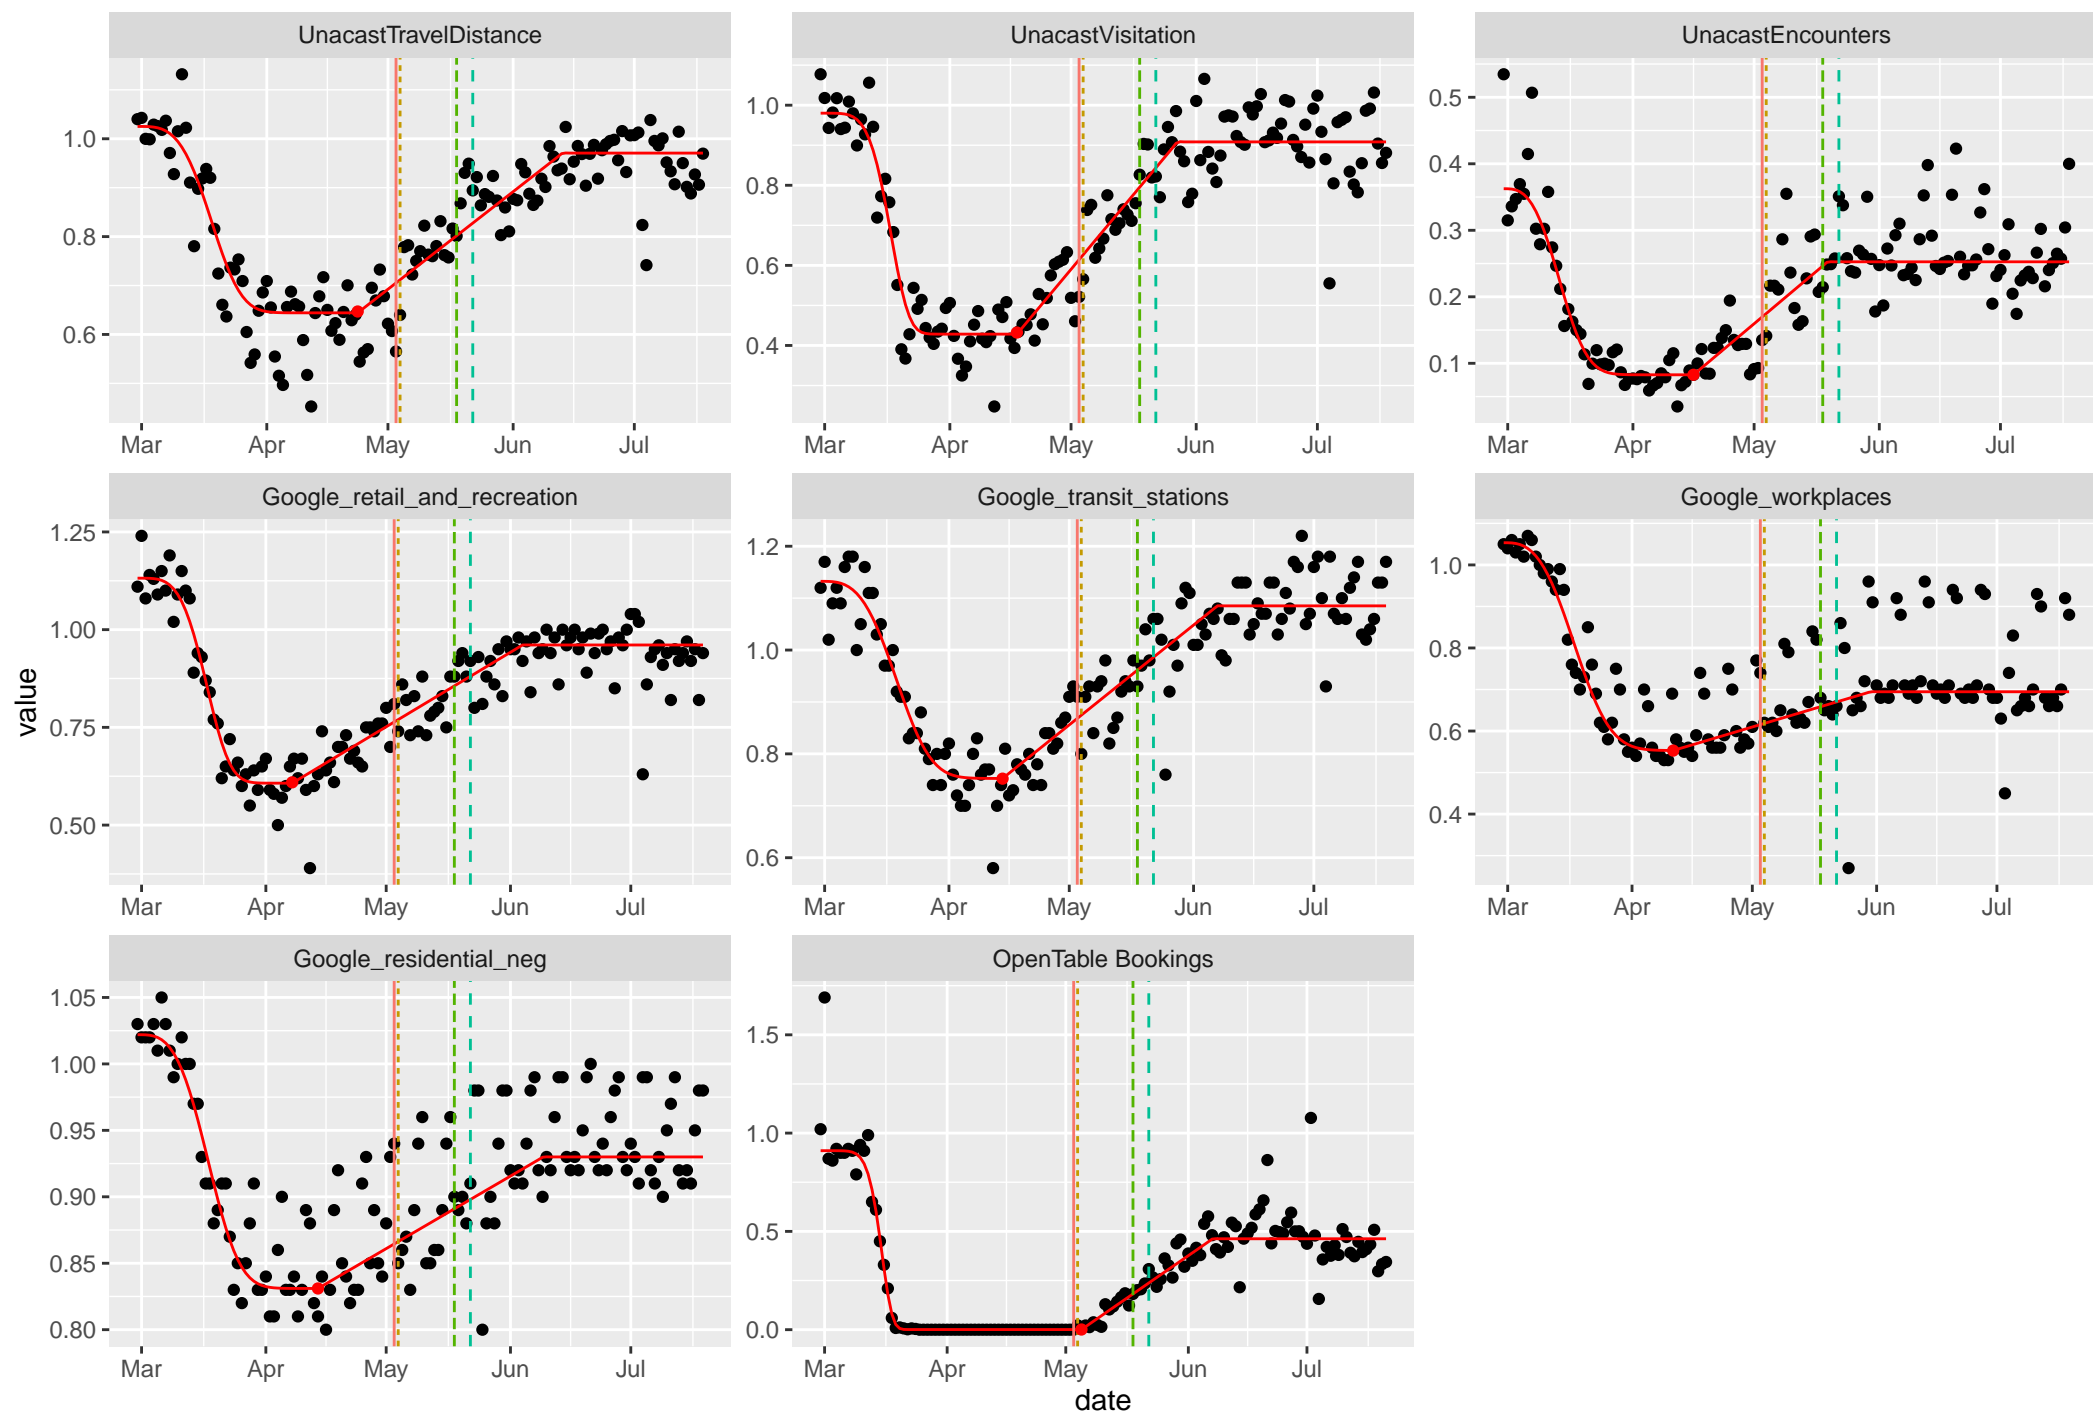 UnacastTravelDistance
UnacastVisitation
UnacastEncounters
1.0
0.8
0.6
1.0
0.8
0.6
0.4
0.5
0.4
0.3
0.2
0.1
Mar Apr May Jun Jul
Mar Apr May Jun Jul
Mar Apr May Jun Jul
Google_retail_and_recreation
Google_transit_stations
Google_workplaces
1.25
1.00
0.75
0.50
1.2
1.0
0.8
0.6
1.0
0.8
0.6
0.4
value
Mar Apr May Jun Jul
Mar Apr May Jun Jul
Mar Apr May Jun Jul
Google_residential_neg
OpenTable Bookings
1.05
1.00
0.95
0.90
0.85
0.80
1.5
1.0
0.5
0.0
Mar Apr May Jun Jul
Mar Apr May Jun Jul
date